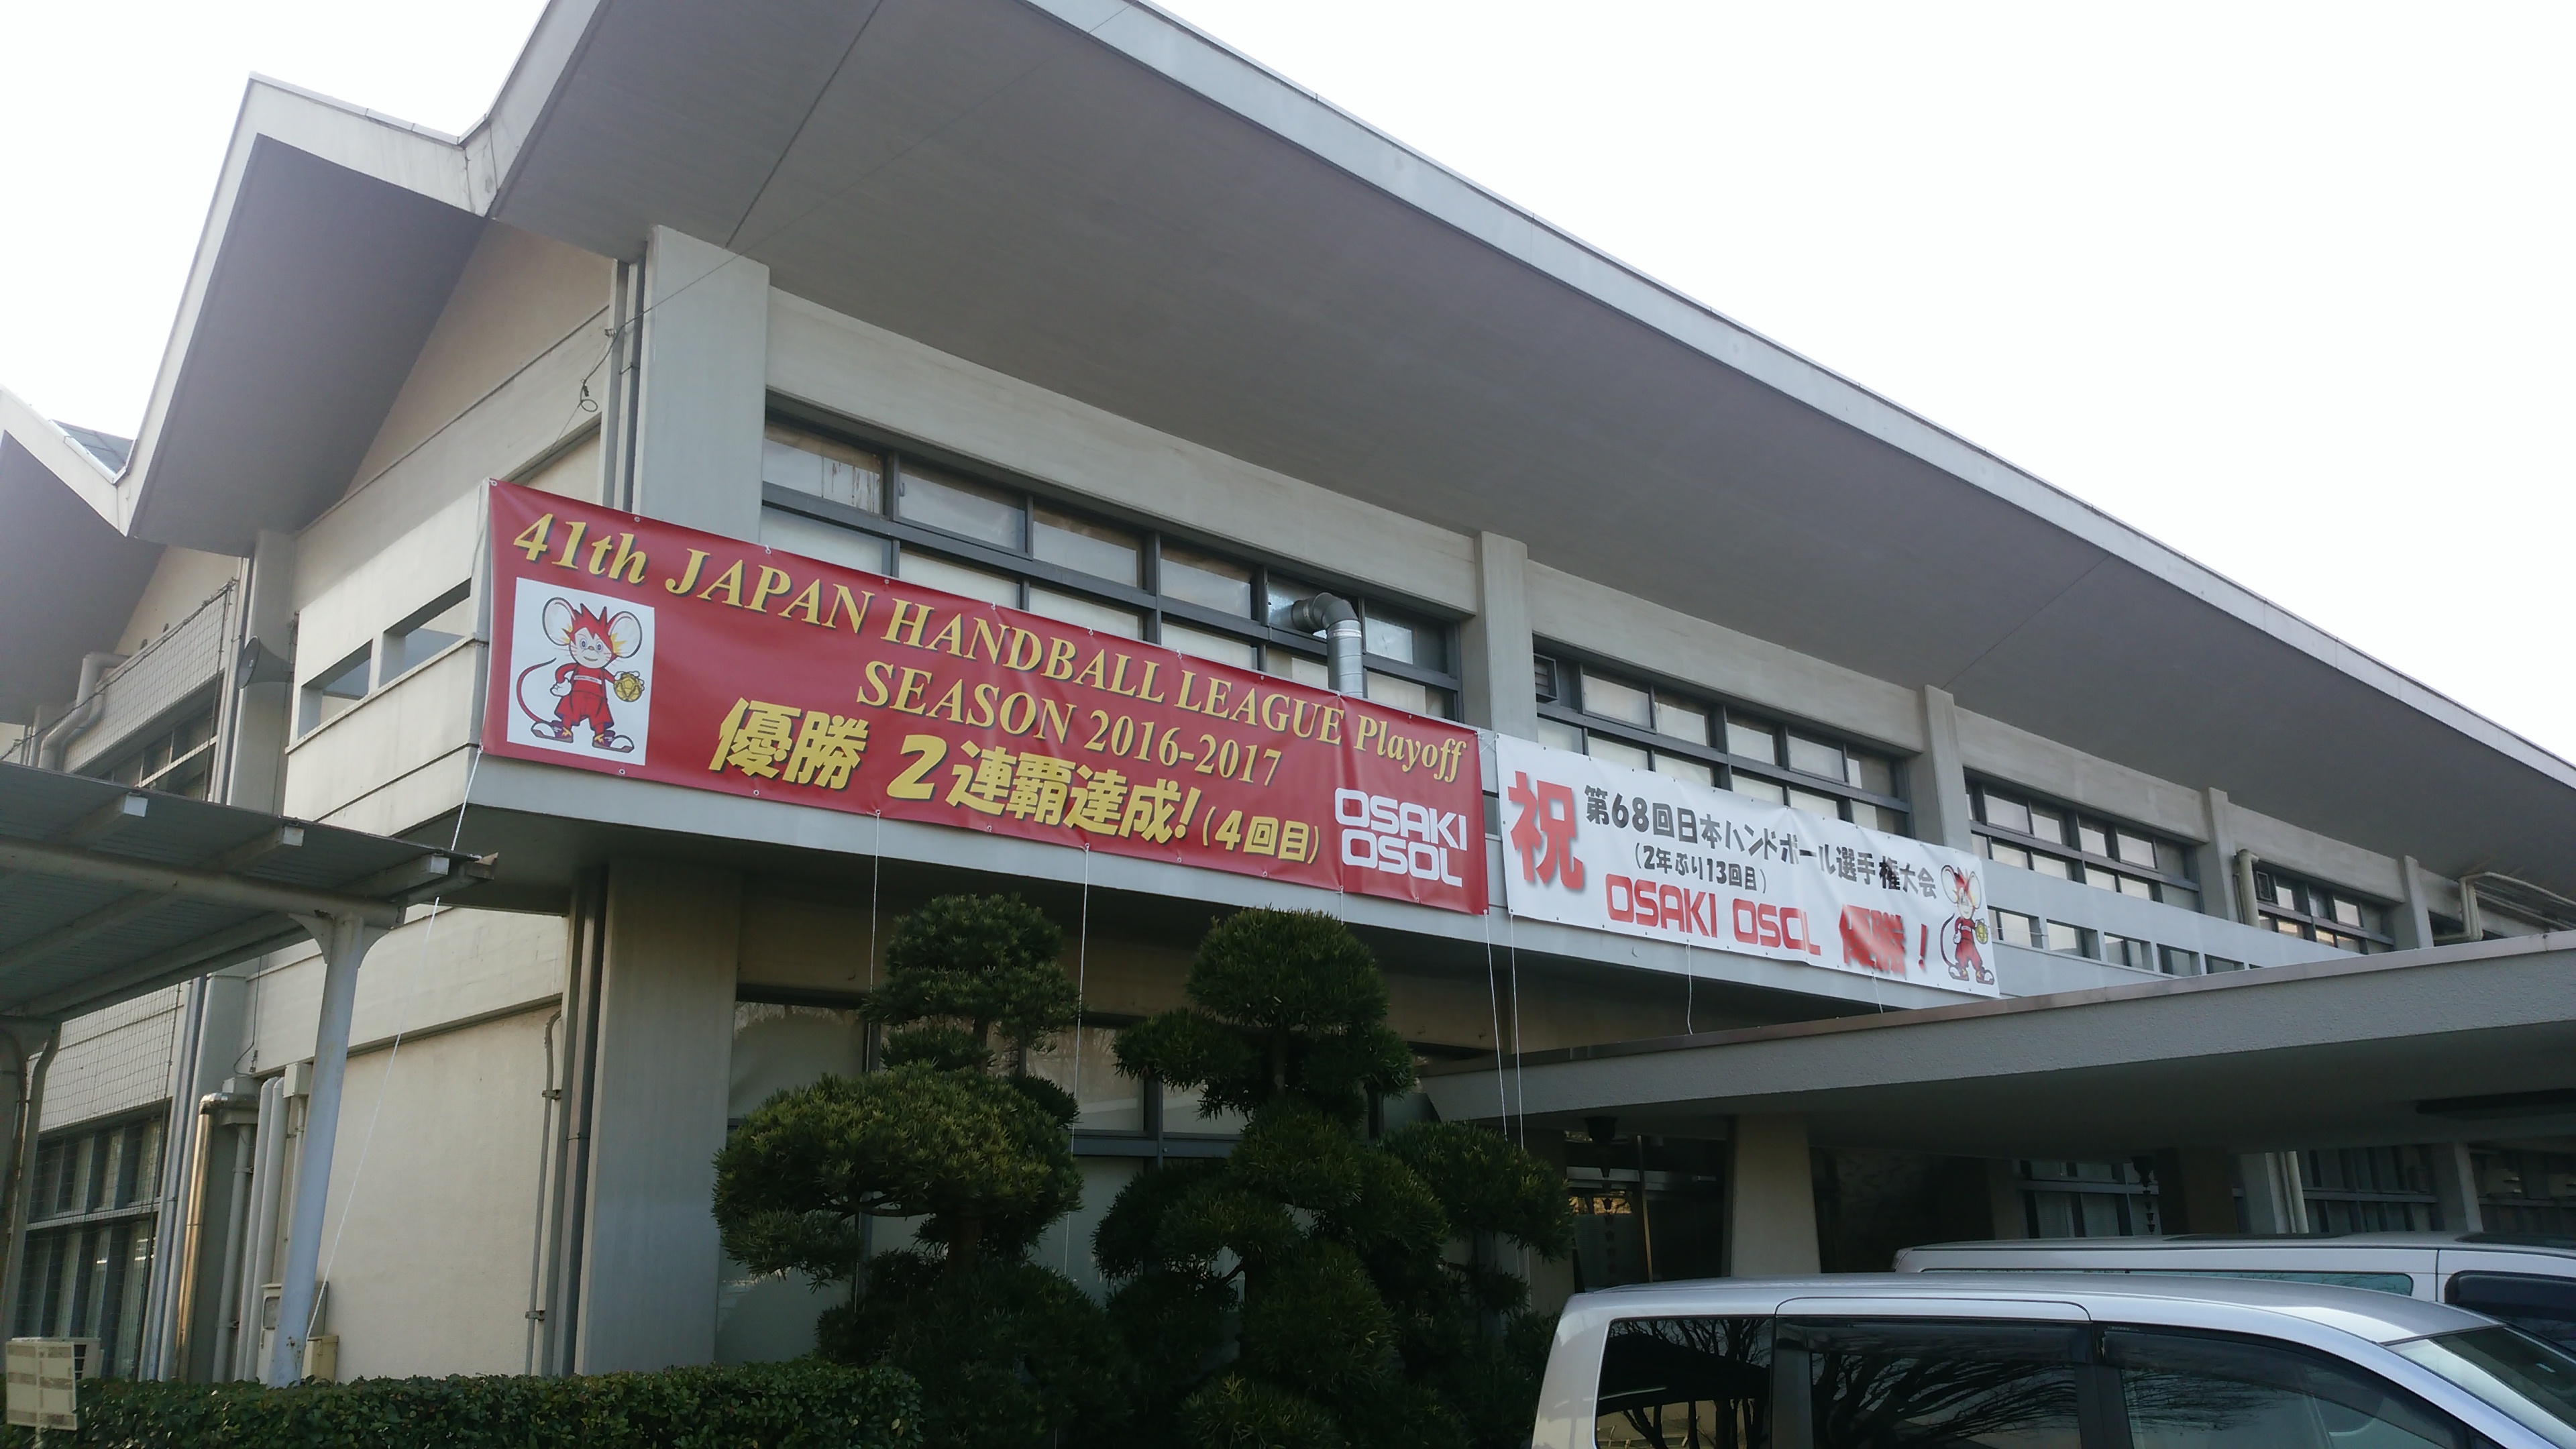 41th JAPAN HANDBALL LEAGUE Playoff
SEASON 2016-2017
優勝 2連覇達成!(4回目)
OSAKI
OSOL
祝
第68回日本ハンドボール選手権大会
(2年ぶり13回目)
OSAKI OSOL 優勝!